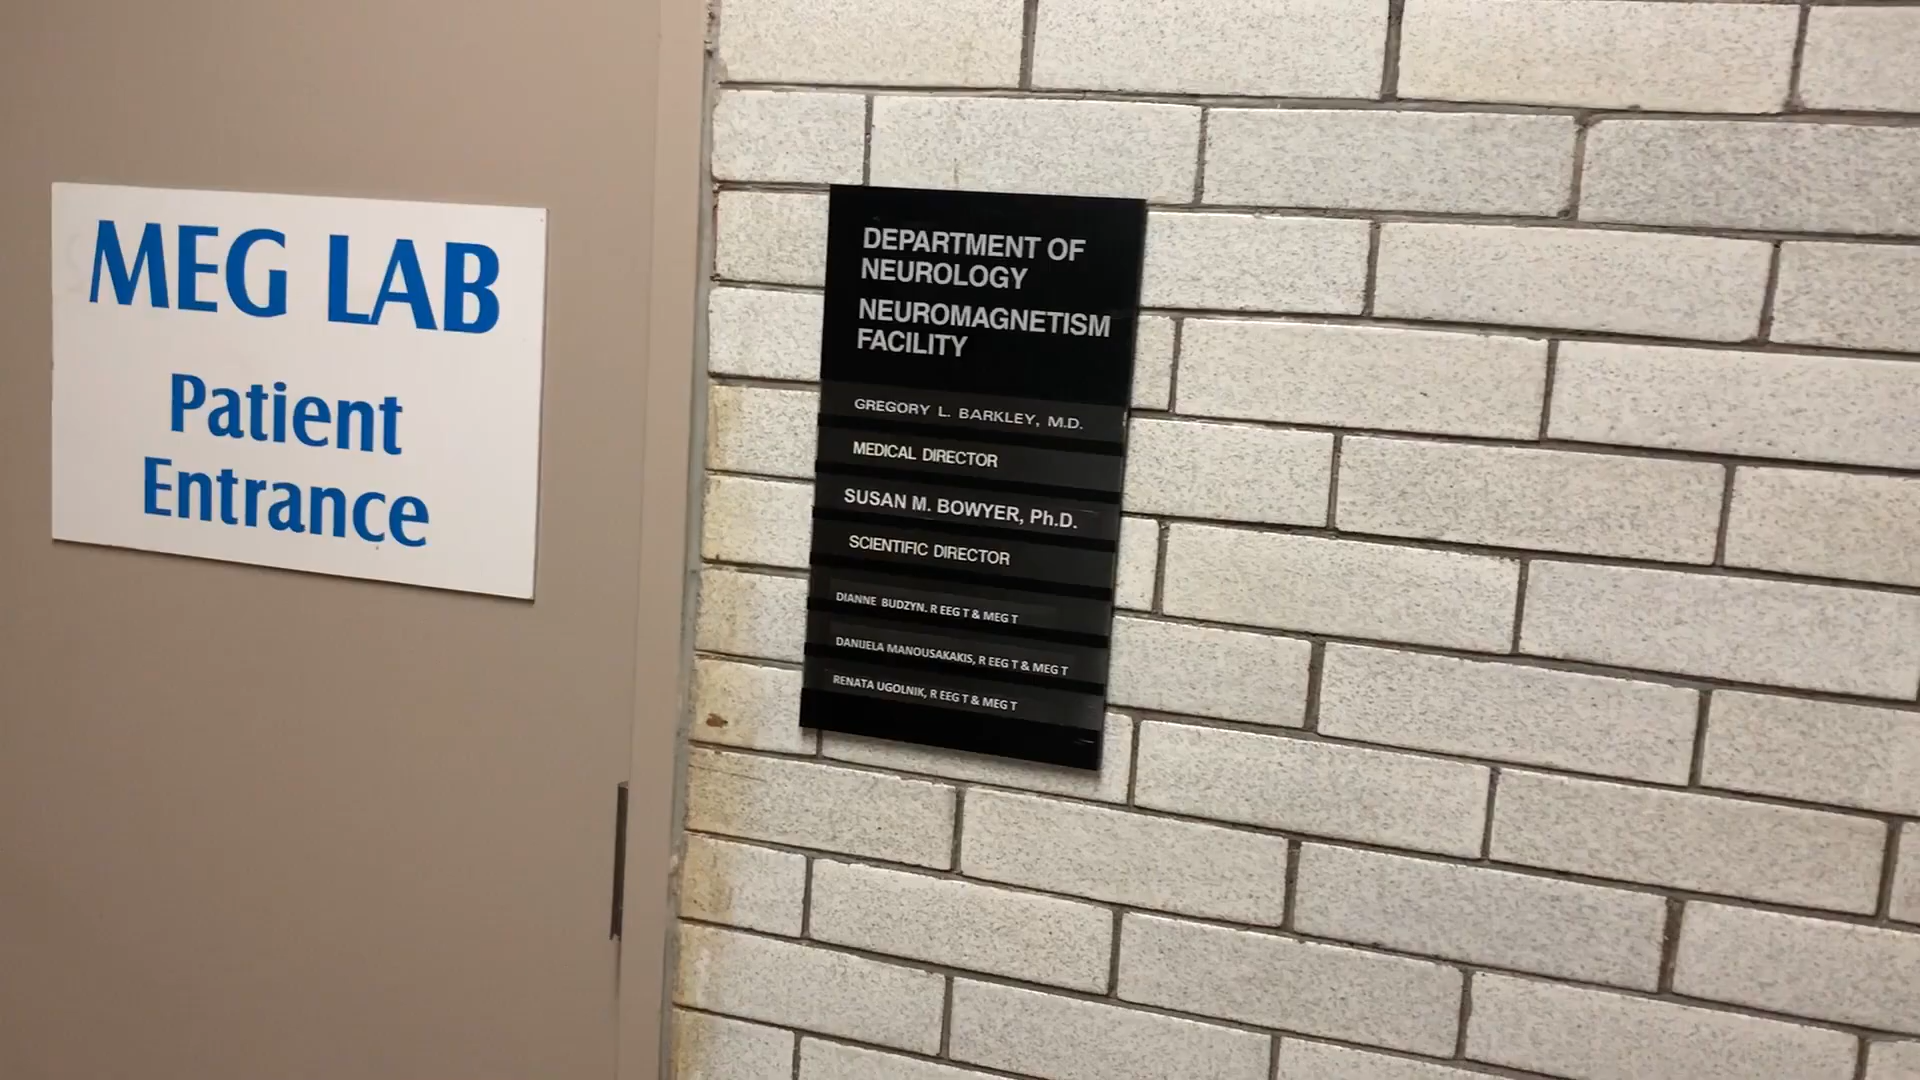 MEG LAB
Patient
Entrance
DEPARTMENT OF
NEUROLOGY
NEUROMAGNETISM
FACILITY
GREGORY L. BARKLEY, M.D.
MEDICAL DIRECTOR
SUSAN M. BOWYER, Ph.D.
SCIENTIFIC DIRECTOR
DIANNE BUDZYN. R EEG T & MEG T
DANIJELA MANOUSAKAKIS, R EEG T & MEG T
RENATA UGOLNIK, R EEG T & MEG T